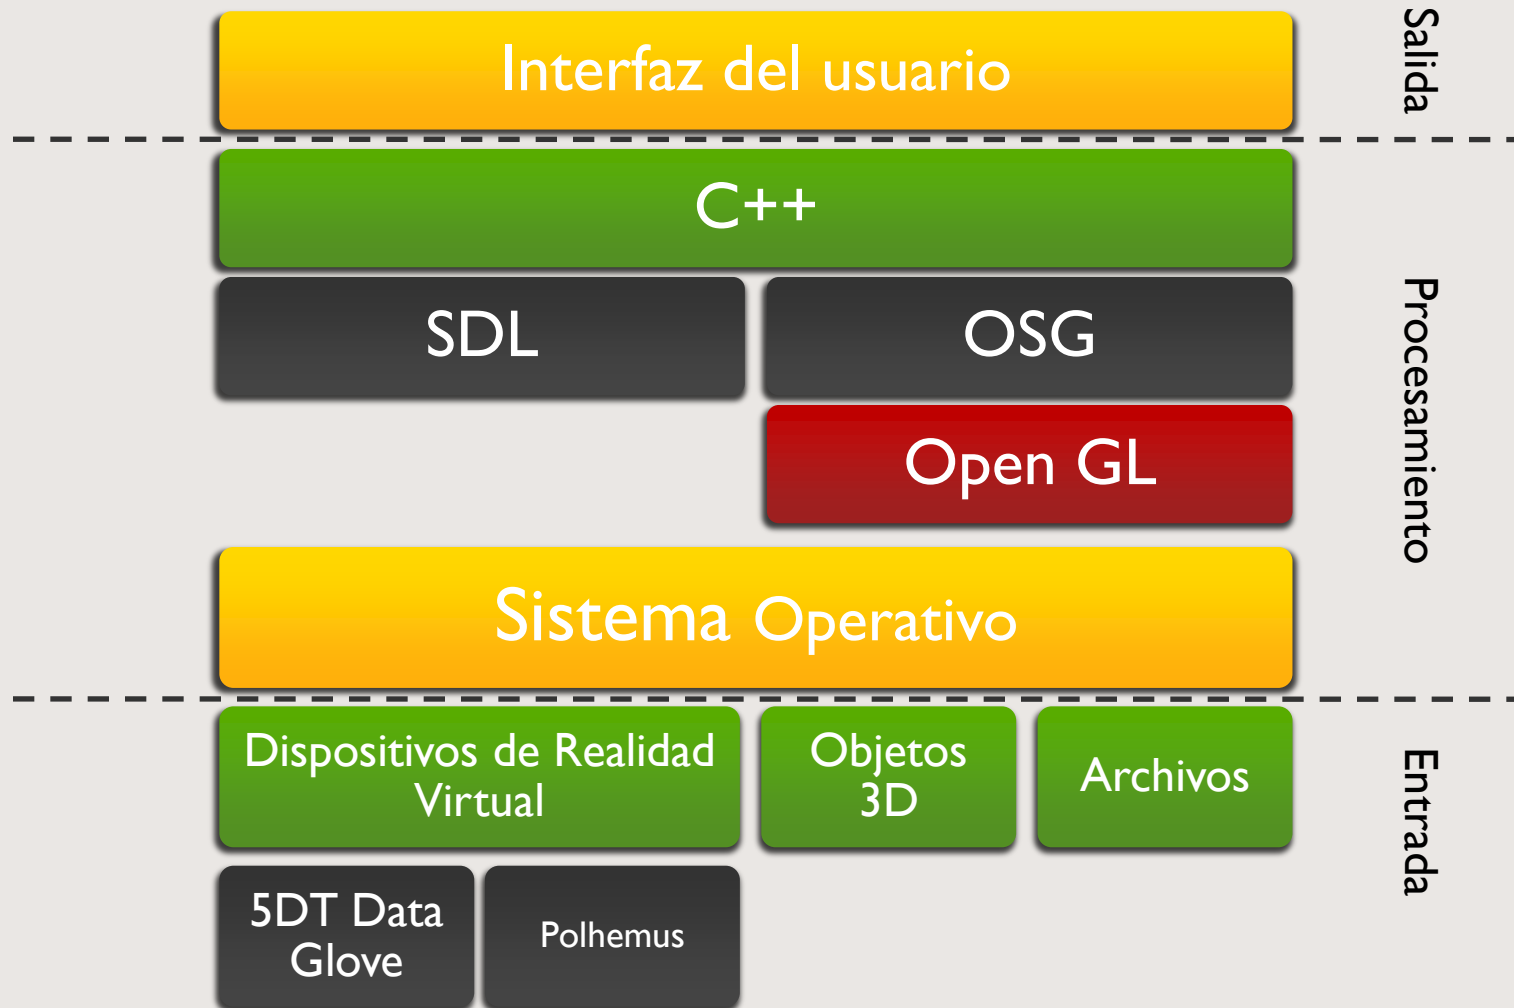 Interfaz del usuario
Salida
C++
SDL
OSG
Open GL
Procesamiento
Sistema Operativo
Dispositivos de Realidad
Virtual
Objetos
3D
Archivos
Entrada
5DT Data
Glove
Polhemus